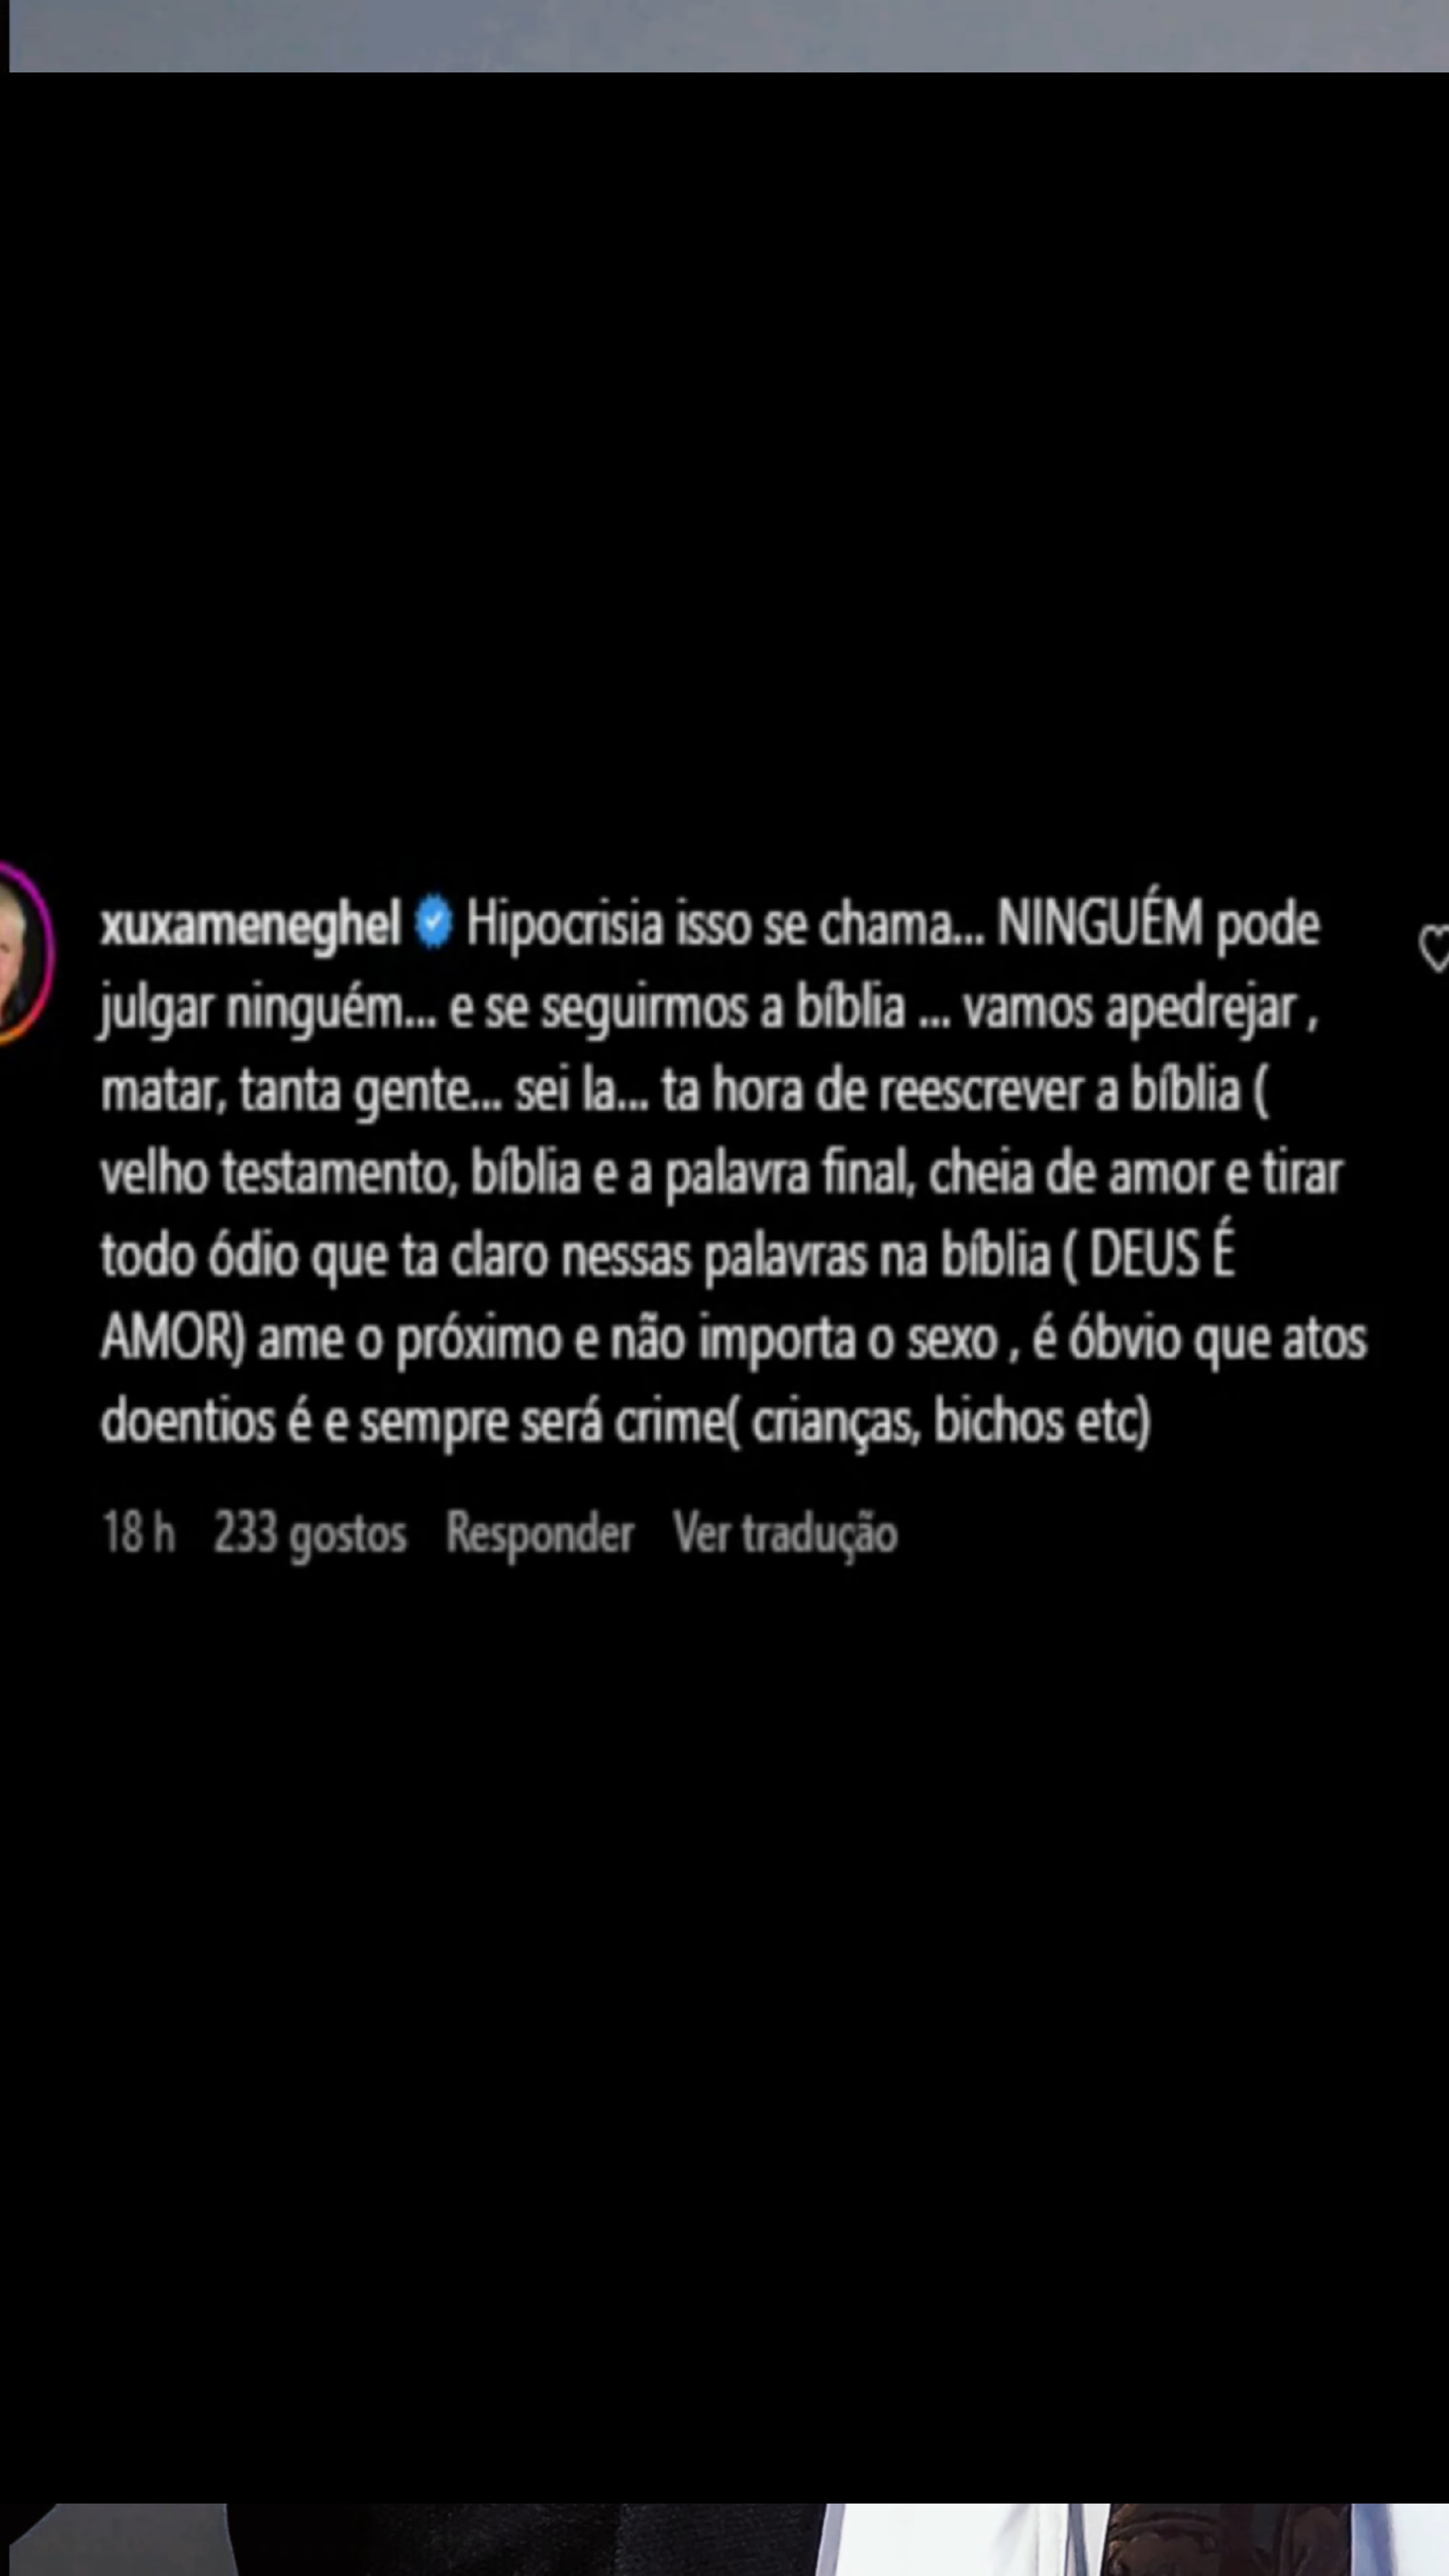 xuxameneghel Hipocrisia isso se chama... NINGUÉM pode
julgar ninguém... e se seguirmos a bíblia ... vamos apedrejar ,
matar, tanta gente... sei la... ta hora de reescrever a bíblia (
velho testamento, bíblia e a palavra final, cheia de amor e tirar
todo ódio que ta claro nessas palavras na bíblia ( DEUS É
AMOR) ame o próximo e não importa o sexo , é óbvio que atos
doentios é e sempre será crime( crianças, bichos etc)
18 h 233 gostos Responder Ver tradução